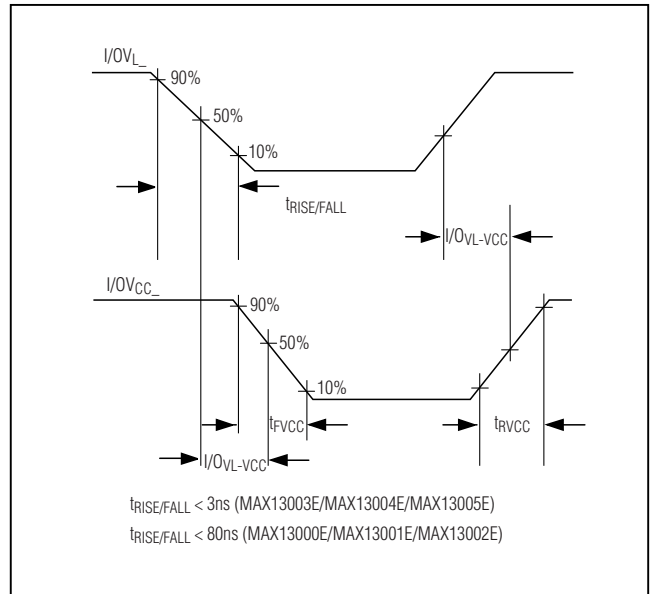 I/OVL_
90%
50%
10%
tRISE/FALL
I/OVL-VCC
I/OVCC_
90%
50%
10%
tFVCC
tRVCC
I/OVL-VCC
tRISE/FALL < 3ns (MAX13003E/MAX13004E/MAX13005E)
tRISE/FALL < 80ns (MAX13000E/MAX13001E/MAX13002E)